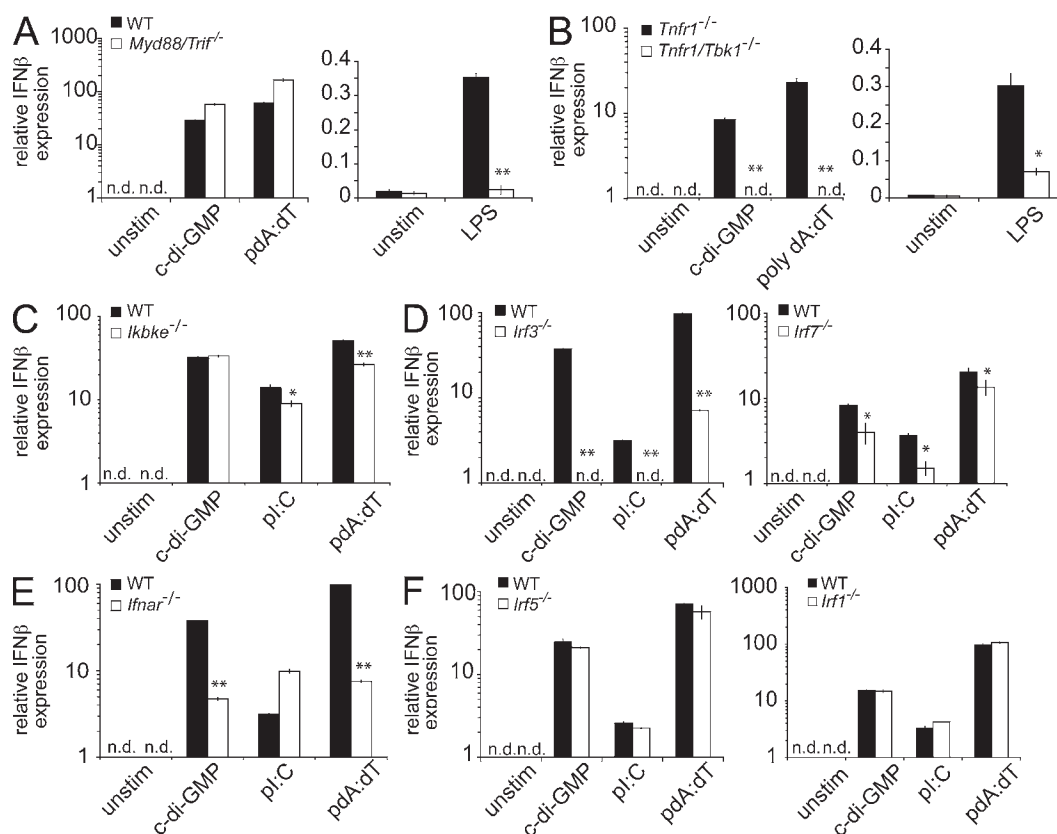 A
WT
Myd88/Trif-/-
relative IFNβ
expression
1000
100
10
1
n.d. n.d.
unstim
c-di-GMP
pdA:dT
0.4
0.3
0.2
0.1
0
**
unstim
LPS
B
Tnfr1-/-
Tnfr1/Tbk1-/-
relative IFNβ
expression
100
10
1
n.d. n.d.
**
n.d.
**
n.d.
unstim
c-di-GMP
poly dA:dT
0.4
0.3
0.2
0.1
0
*
unstim
LPS
C
WT
Ikbke-/-
relative IFNβ
expression
100
10
1
n.d. n.d.
*
**
unstim
c-di-GMP
pI:C
pdA:dT
D
WT
Irf3-/-
relative IFNβ
expression
100
10
1
n.d. n.d.
**
n.d.
**
n.d.
**
unstim
c-di-GMP
pI:C
pdA:dT
WT
Irf7-/-
100
10
1
n.d. n.d.
*
*
*
unstim
c-di-GMP
pI:C
pdA:dT
E
WT
Ifnar-/-
relative IFNβ
expression
100
10
1
n.d. n.d.
**
**
unstim
c-di-GMP
pI:C
pdA:dT
F
WT
Irf5-/-
relative IFNβ
expression
100
10
1
n.d. n.d.
unstim
c-di-GMP
pI:C
pdA:dT
WT
Irf1-/-
1000
100
10
1
n.d. n.d.
unstim
c-di-GMP
pI:C
pdA:dT